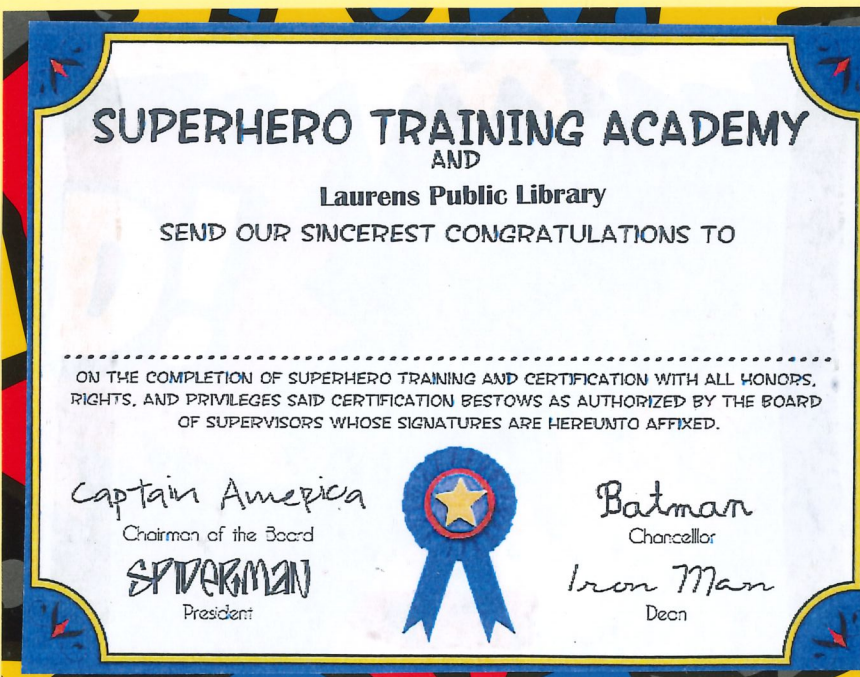 SUPERHERO TRAINING ACADEMY
AND
Laurens Public Library
SEND OUR SINCEREST CONGRATULATIONS TO
ON THE COMPLETION OF SUPERHERO TRAINING AND CERTIFICATION WITH ALL HONORS,
RIGHTS, AND PRIVILEGES SAID CERTIFICATION BESTOWS AS AUTHORIZED BY THE BOARD
OF SUPERVISORS WHOSE SIGNATURES ARE HEREUNTO AFFIXED.
Captain America
Chairman of the Board
SPIDERMAN
President
Batman
Chancelllor
Iron Man
Dean